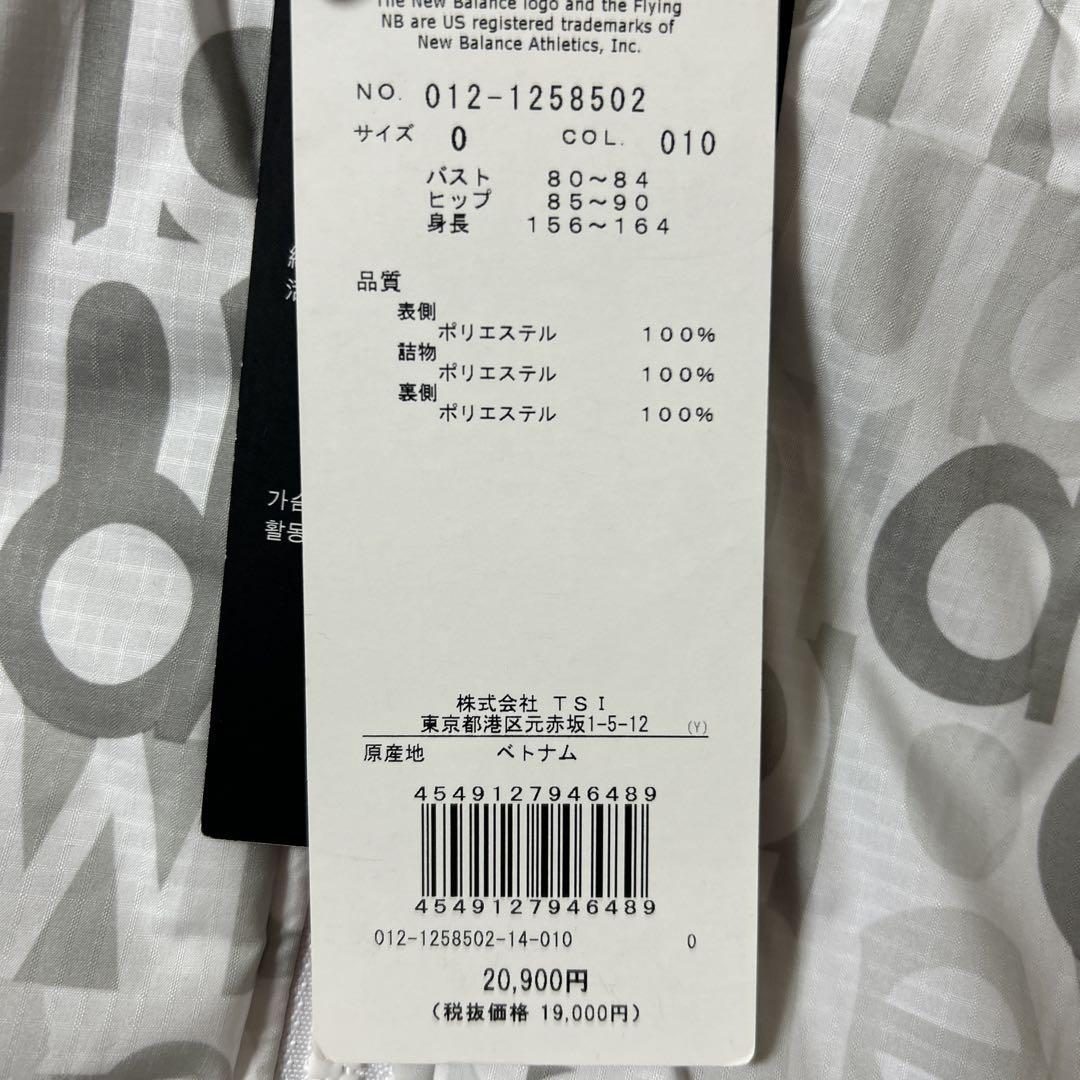 The New Balance logo and the Flying
NB are US registered trademarks of
New Balance Athletics, Inc.
NO. 012-1258502
サイズ 0 COL. 010
バスト 80～84
ヒップ 85～90
身長 156～164
品質
表側
ポリエステル 100%
詰物
ポリエステル 100%
裏側
ポリエステル 100%
株式会社 TSI
東京都港区元赤坂1-5-12 (Y)
原産地 ベトナム
4549127946489
4549127946489
012-1258502-14-010 0
20,900円
(税抜価格 19,000円)
가슴
활동